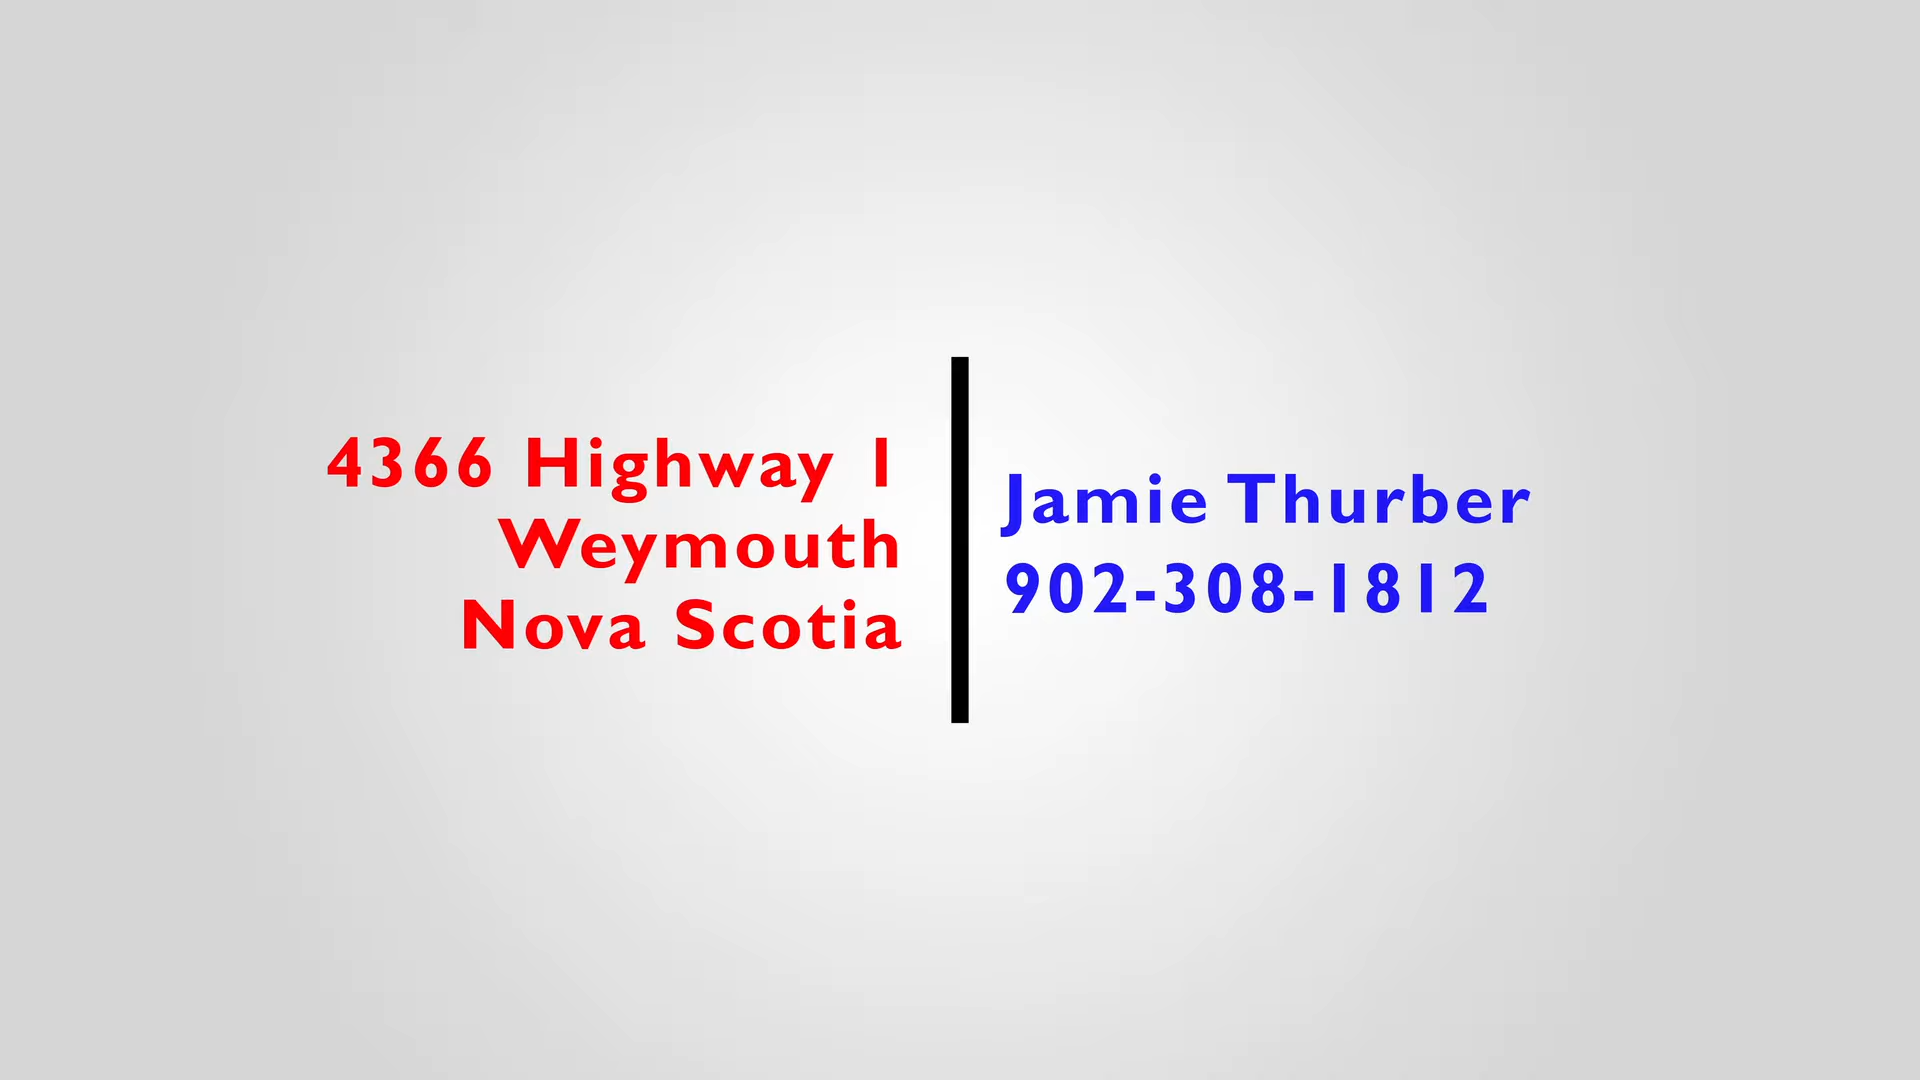 4366 Highway 1
Weymouth
Nova Scotia
Jamie Thurber
902-308-1812